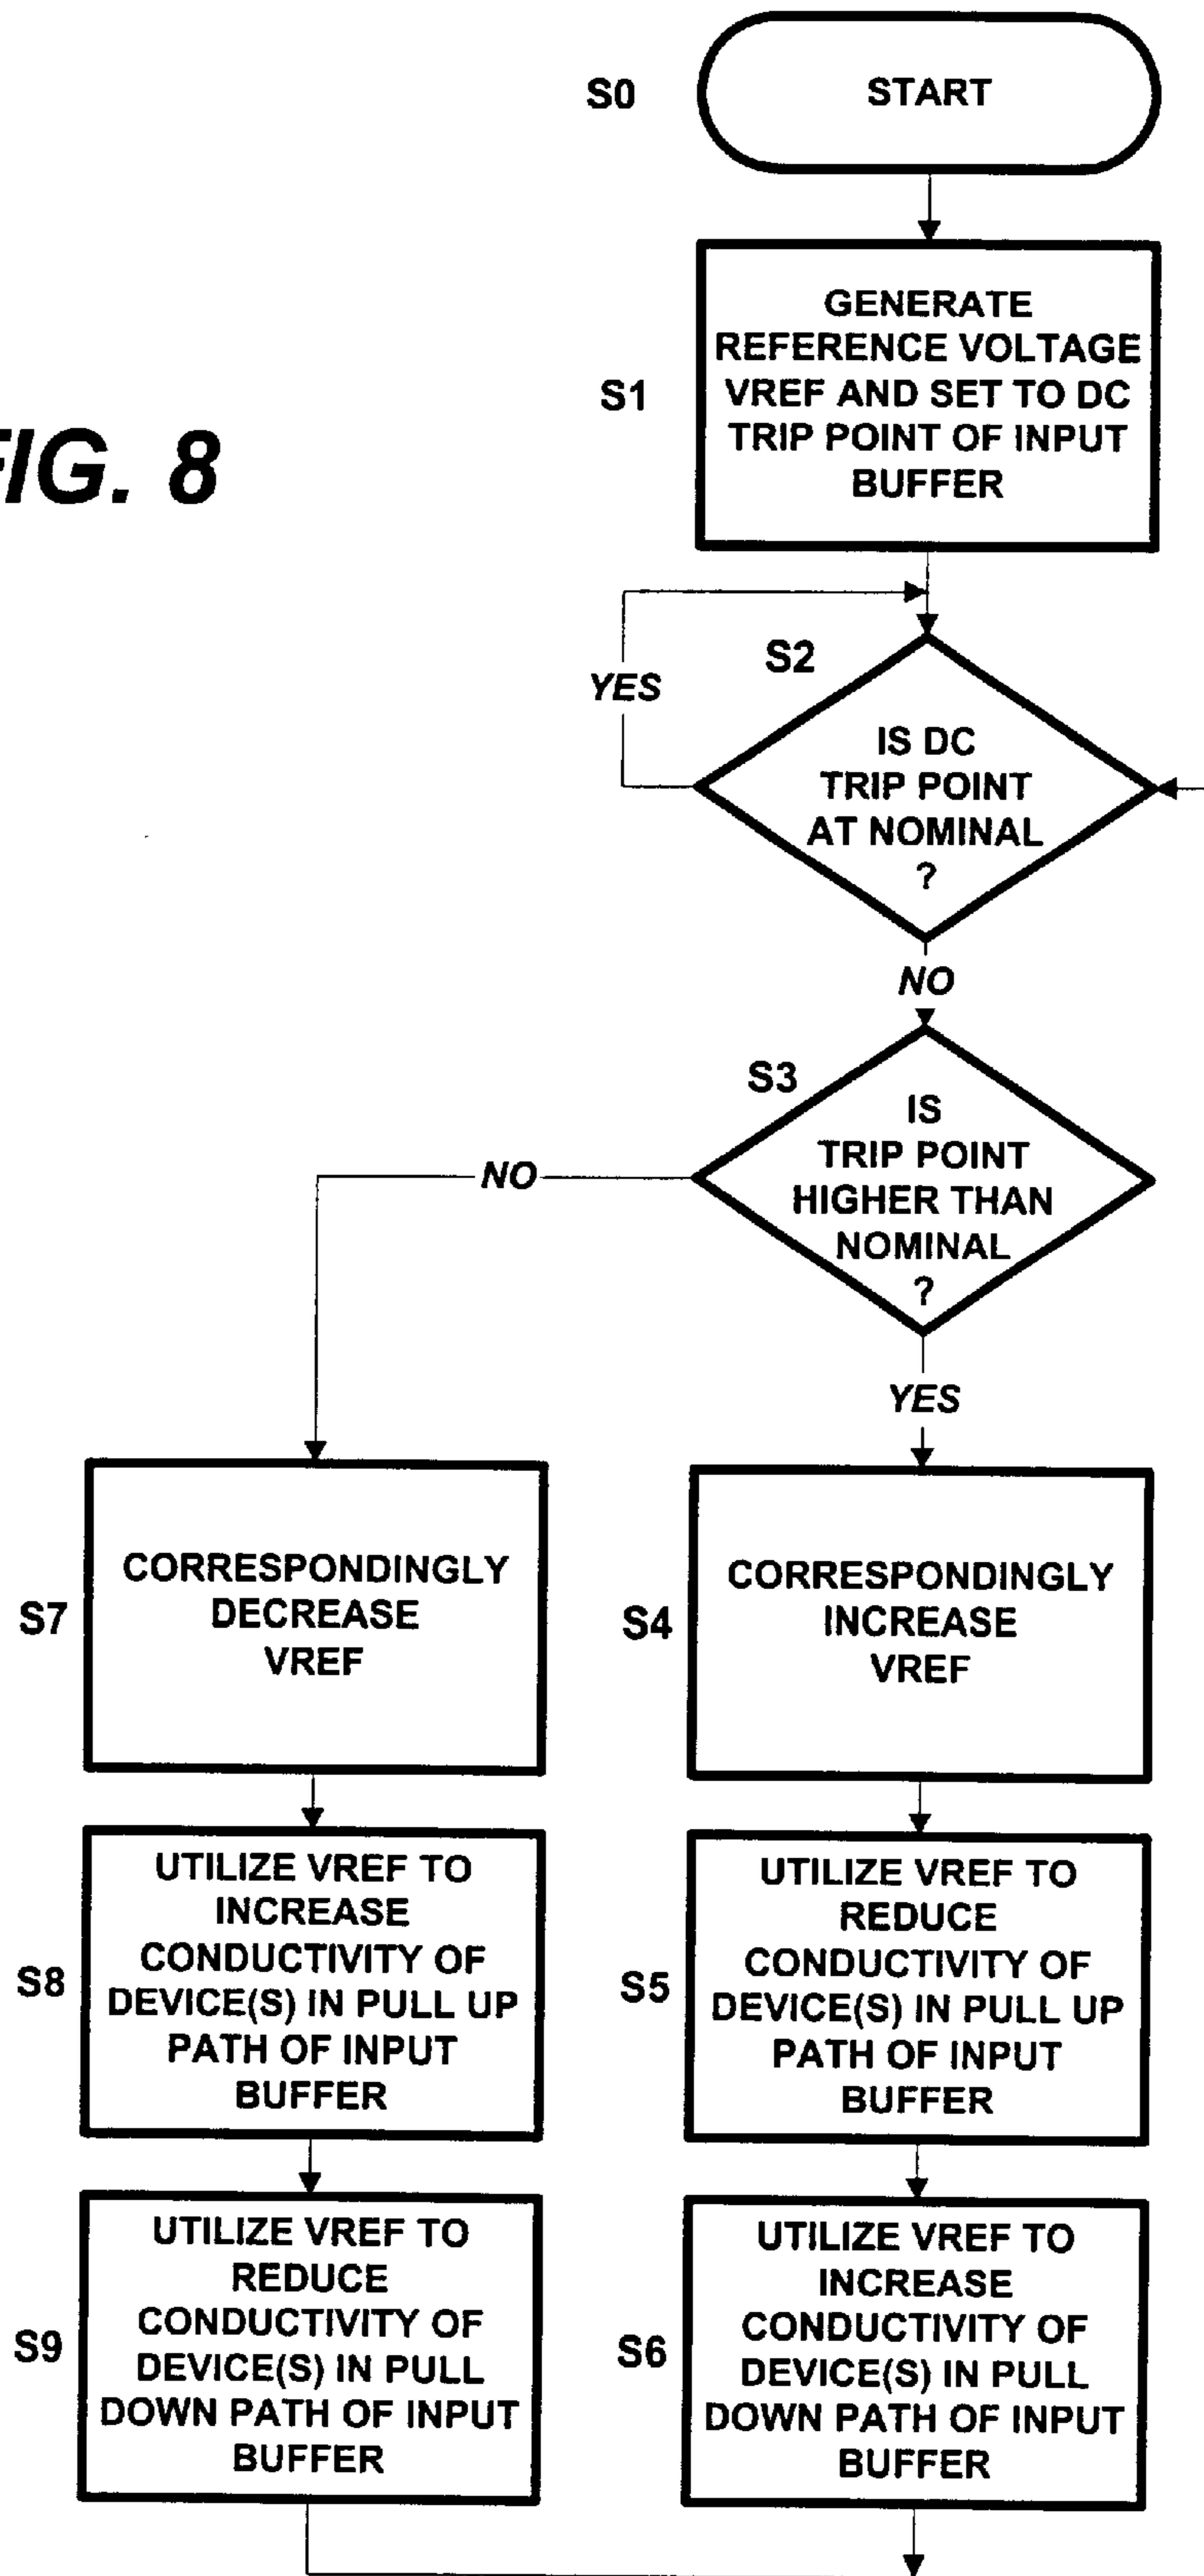 S0
START
FIG. 8
S1
GENERATE
REFERENCE VOLTAGE
VREF AND SET TO DC
TRIP POINT OF INPUT
BUFFER
S2
YES
IS DC
TRIP POINT
AT NOMINAL
?
NO
S3
IS
TRIP POINT
HIGHER THAN
NOMINAL
?
NO
YES
S7
CORRESPONDINGLY
DECREASE
VREF
S4
CORRESPONDINGLY
INCREASE
VREF
S8
UTILIZE VREF TO
INCREASE
CONDUCTIVITY OF
DEVICE(S) IN PULL UP
PATH OF INPUT
BUFFER
S5
UTILIZE VREF TO
REDUCE
CONDUCTIVITY OF
DEVICE(S) IN PULL UP
PATH OF INPUT
BUFFER
S9
UTILIZE VREF TO
REDUCE
CONDUCTIVITY OF
DEVICE(S) IN PULL
DOWN PATH OF INPUT
BUFFER
S6
UTILIZE VREF TO
INCREASE
CONDUCTIVITY OF
DEVICE(S) IN PULL
DOWN PATH OF INPUT
BUFFER